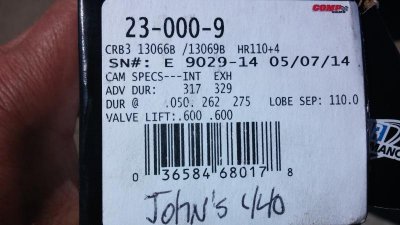 COMP
23-000-9
CRB3 13066B /13069B HR110+4
SN#: E 9029-14 05/07/14
CAM SPECS---INT EXH
ADV DUR: 317 329
DUR @ .050. 262 275 LOBE SEP: 110.0
VALVE LIFT:.600 .600
0 36584 68017 8
John's 440